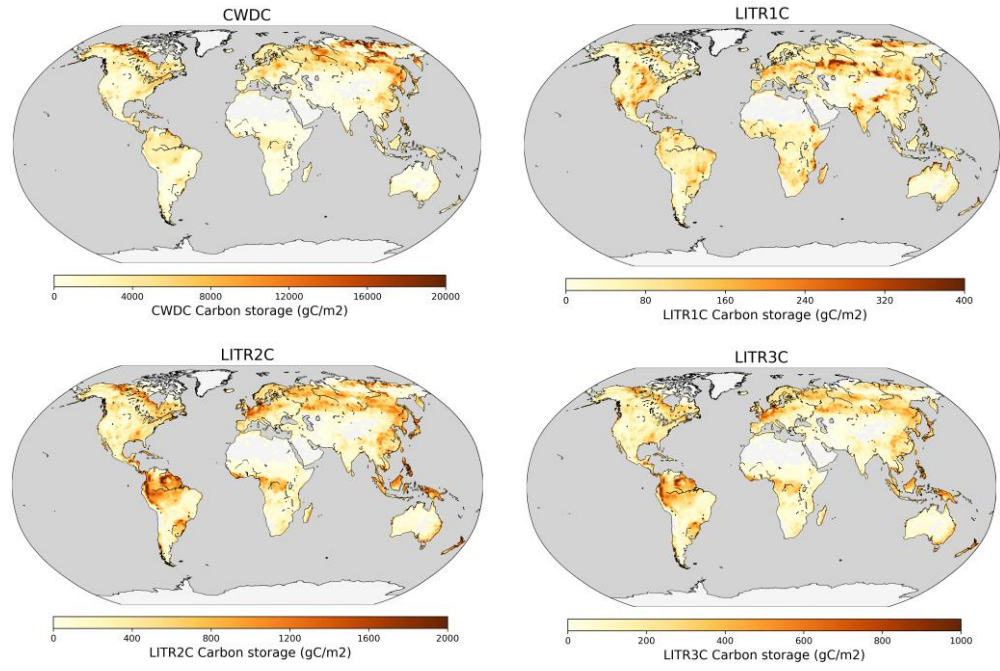 CWDC
0 4000 8000 12000 16000 20000
CWDC Carbon storage (gC/m2)
LITR1C
0 80 160 240 320 400
LITR1C Carbon storage (gC/m2)
LITR2C
0 400 800 1200 1600 2000
LITR2C Carbon storage (gC/m2)
LITR3C
0 200 400 600 800 1000
LITR3C Carbon storage (gC/m2)